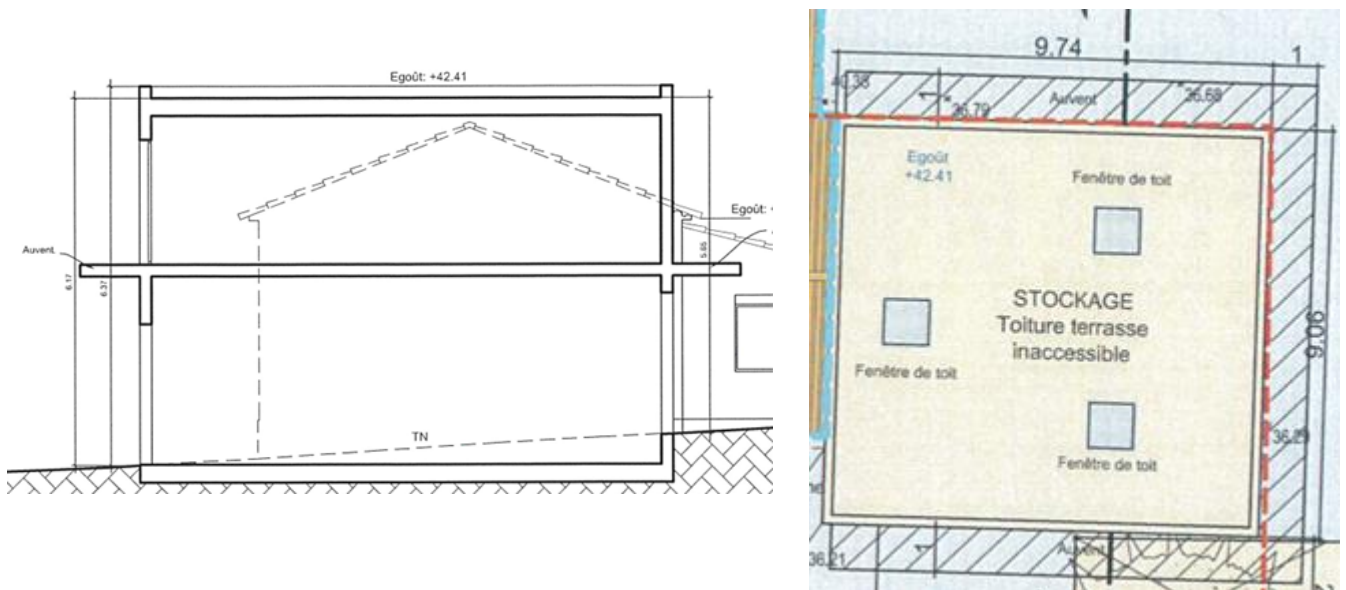 Egoût: +42.41
Egoût:
Auvent
6.17
6.37
5.65
TN
9.74
1
40.38
1
36.79
Auvent
36.68
Egoût
+42.41
Fenêtre de toit
STOCKAGE
Toiture terrasse
inaccessible
9.06
Fenêtre de toit
36.29
Fenêtre de toit
36.21
1
Auvent